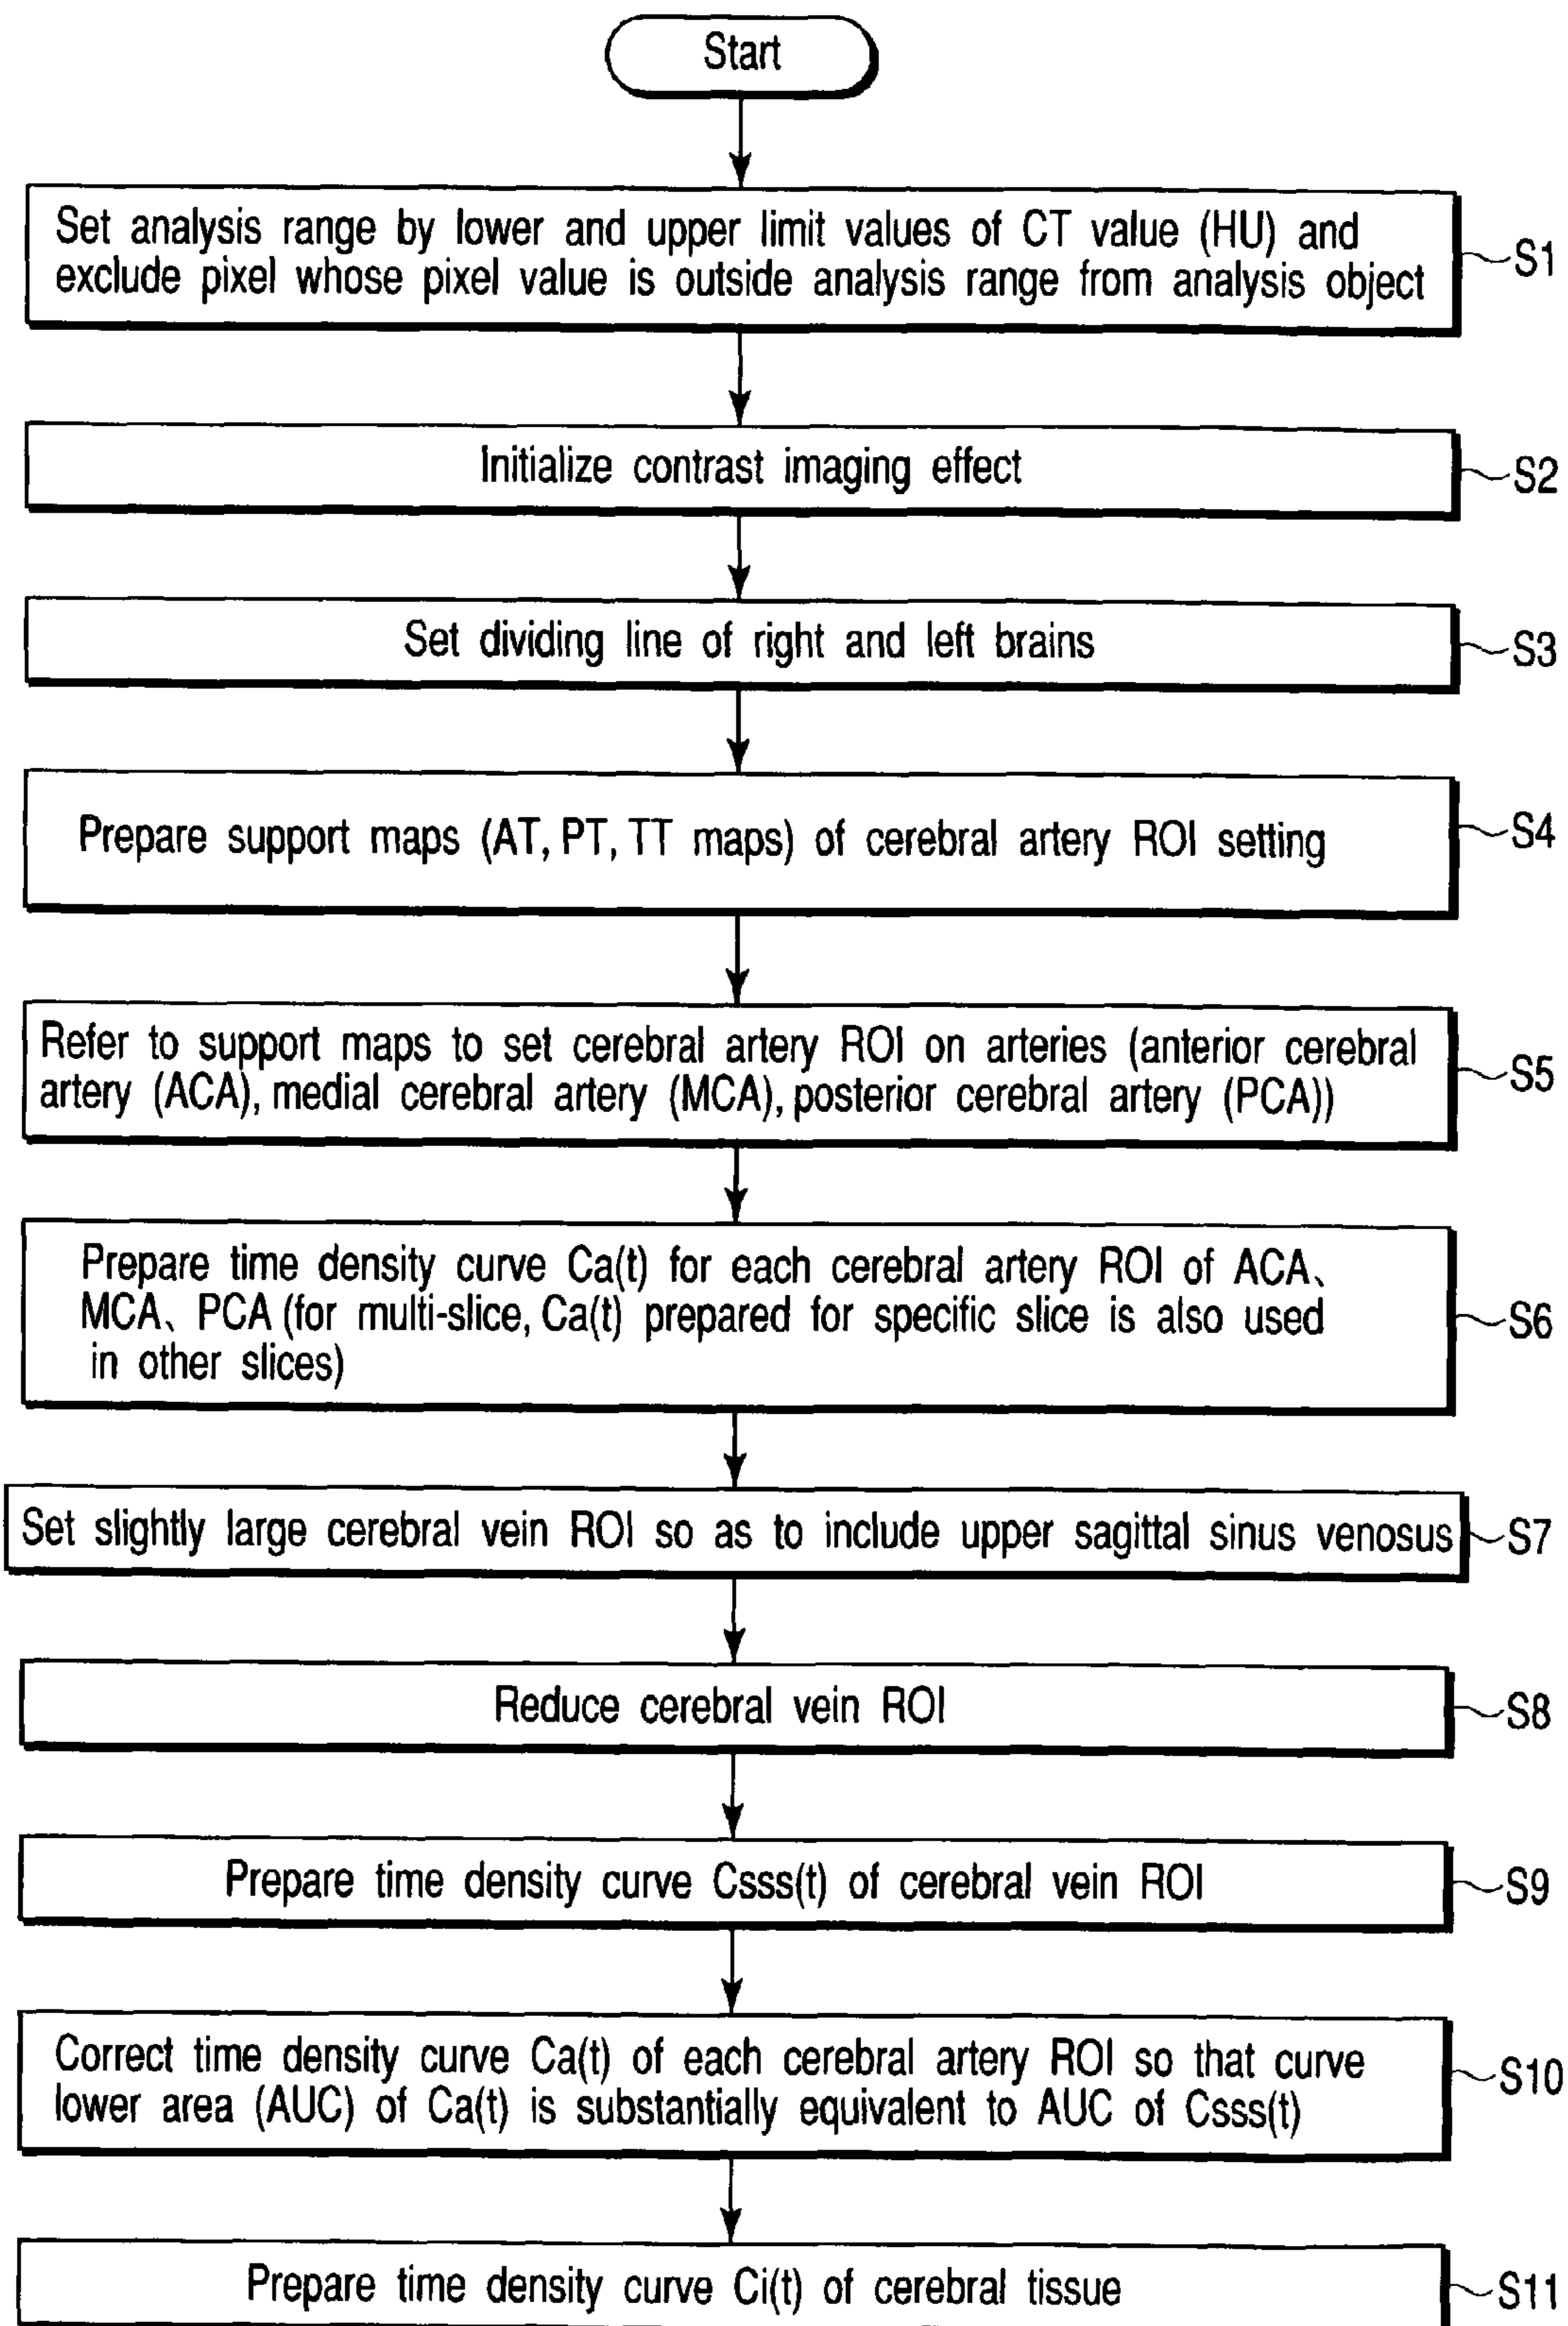 Start
Set analysis range by lower and upper limit values of CT value (HU) and
exclude pixel whose pixel value is outside analysis range from analysis object
S1
Initialize contrast imaging effect
S2
Set dividing line of right and left brains
S3
Prepare support maps (AT, PT, TT maps) of cerebral artery ROI setting
S4
Refer to support maps to set cerebral artery ROI on arteries (anterior cerebral
artery (ACA), medial cerebral artery (MCA), posterior cerebral artery (PCA))
S5
Prepare time density curve Ca(t) for each cerebral artery ROI of ACA、
MCA、PCA (for multi-slice, Ca(t) prepared for specific slice is also used
in other slices)
S6
Set slightly large cerebral vein ROI so as to include upper sagittal sinus venosus
S7
Reduce cerebral vein ROI
S8
Prepare time density curve Csss(t) of cerebral vein ROI
S9
Correct time density curve Ca(t) of each cerebral artery ROI so that curve
lower area (AUC) of Ca(t) is substantially equivalent to AUC of Csss(t)
S10
Prepare time density curve Ci(t) of cerebral tissue
S11